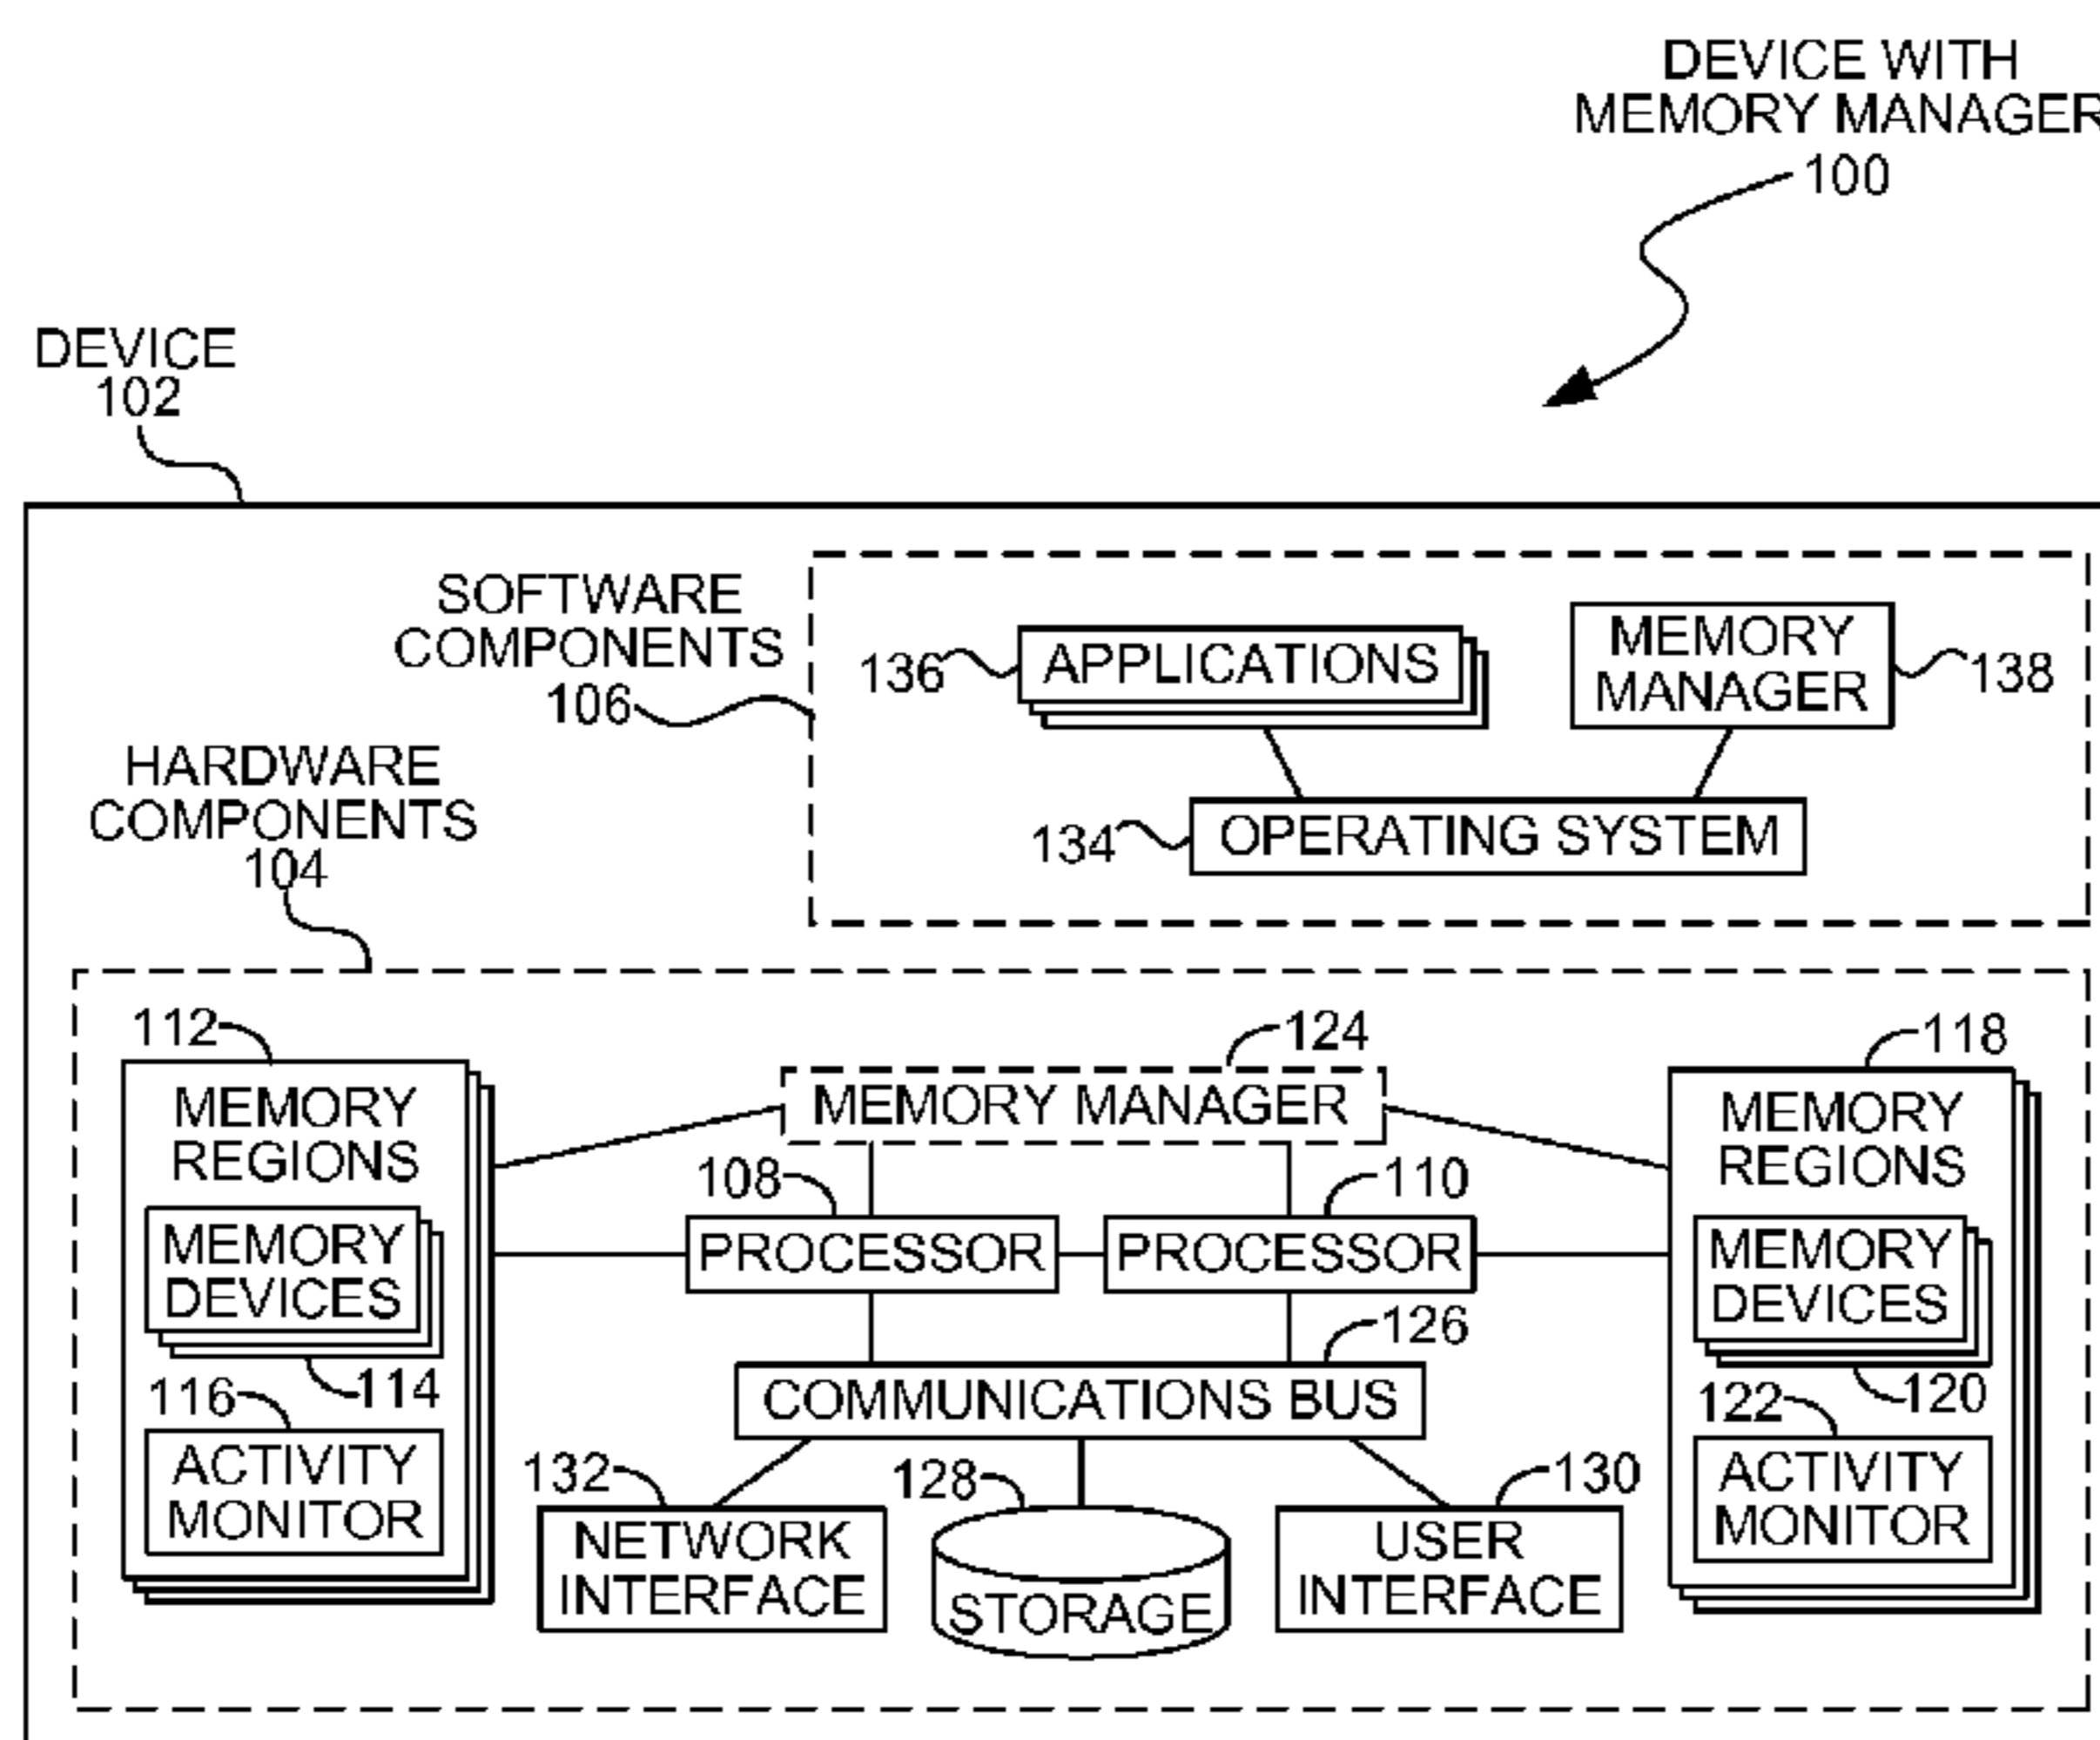 DEVICE WITH
MEMORY MANAGER
100
DEVICE
102
SOFTWARE
COMPONENTS
106
136
APPLICATIONS
MEMORY
MANAGER
138
134
OPERATING SYSTEM
HARDWARE
COMPONENTS
104
112
MEMORY
REGIONS
MEMORY
DEVICES
114
116
ACTIVITY
MONITOR
124
MEMORY MANAGER
108
PROCESSOR
110
PROCESSOR
126
COMMUNICATIONS BUS
132
NETWORK
INTERFACE
128
STORAGE
130
USER
INTERFACE
118
MEMORY
REGIONS
MEMORY
DEVICES
120
122
ACTIVITY
MONITOR